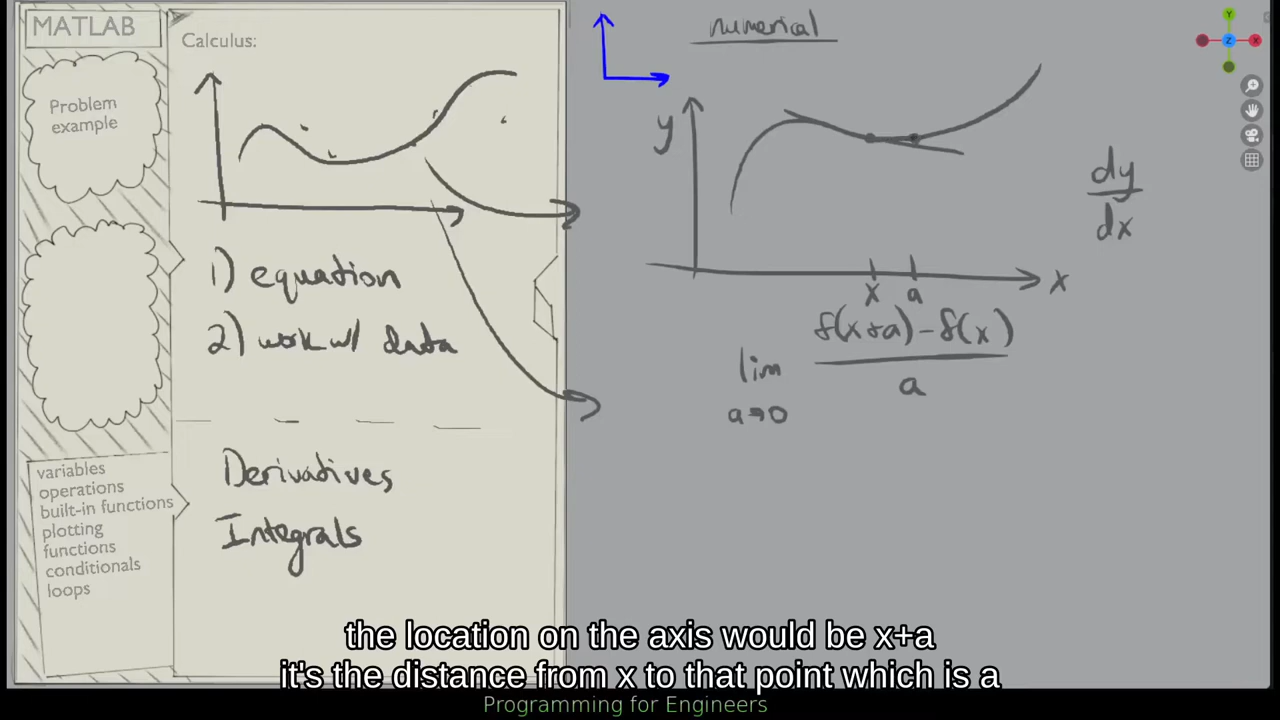 MATLAB
Problem
example
variables
operations
built-in functions
plotting
functions
conditionals
loops
Calculus:
1) equation
2) work w/ data
Derivatives
Integrals
numerical
y
x
x a
dy
dx
f(x+a) - f(x)
a
lim
a→0
Y
Z
X
the location on the axis would be x+a
it's the distance from x to that point which is a
Programming for Engineers